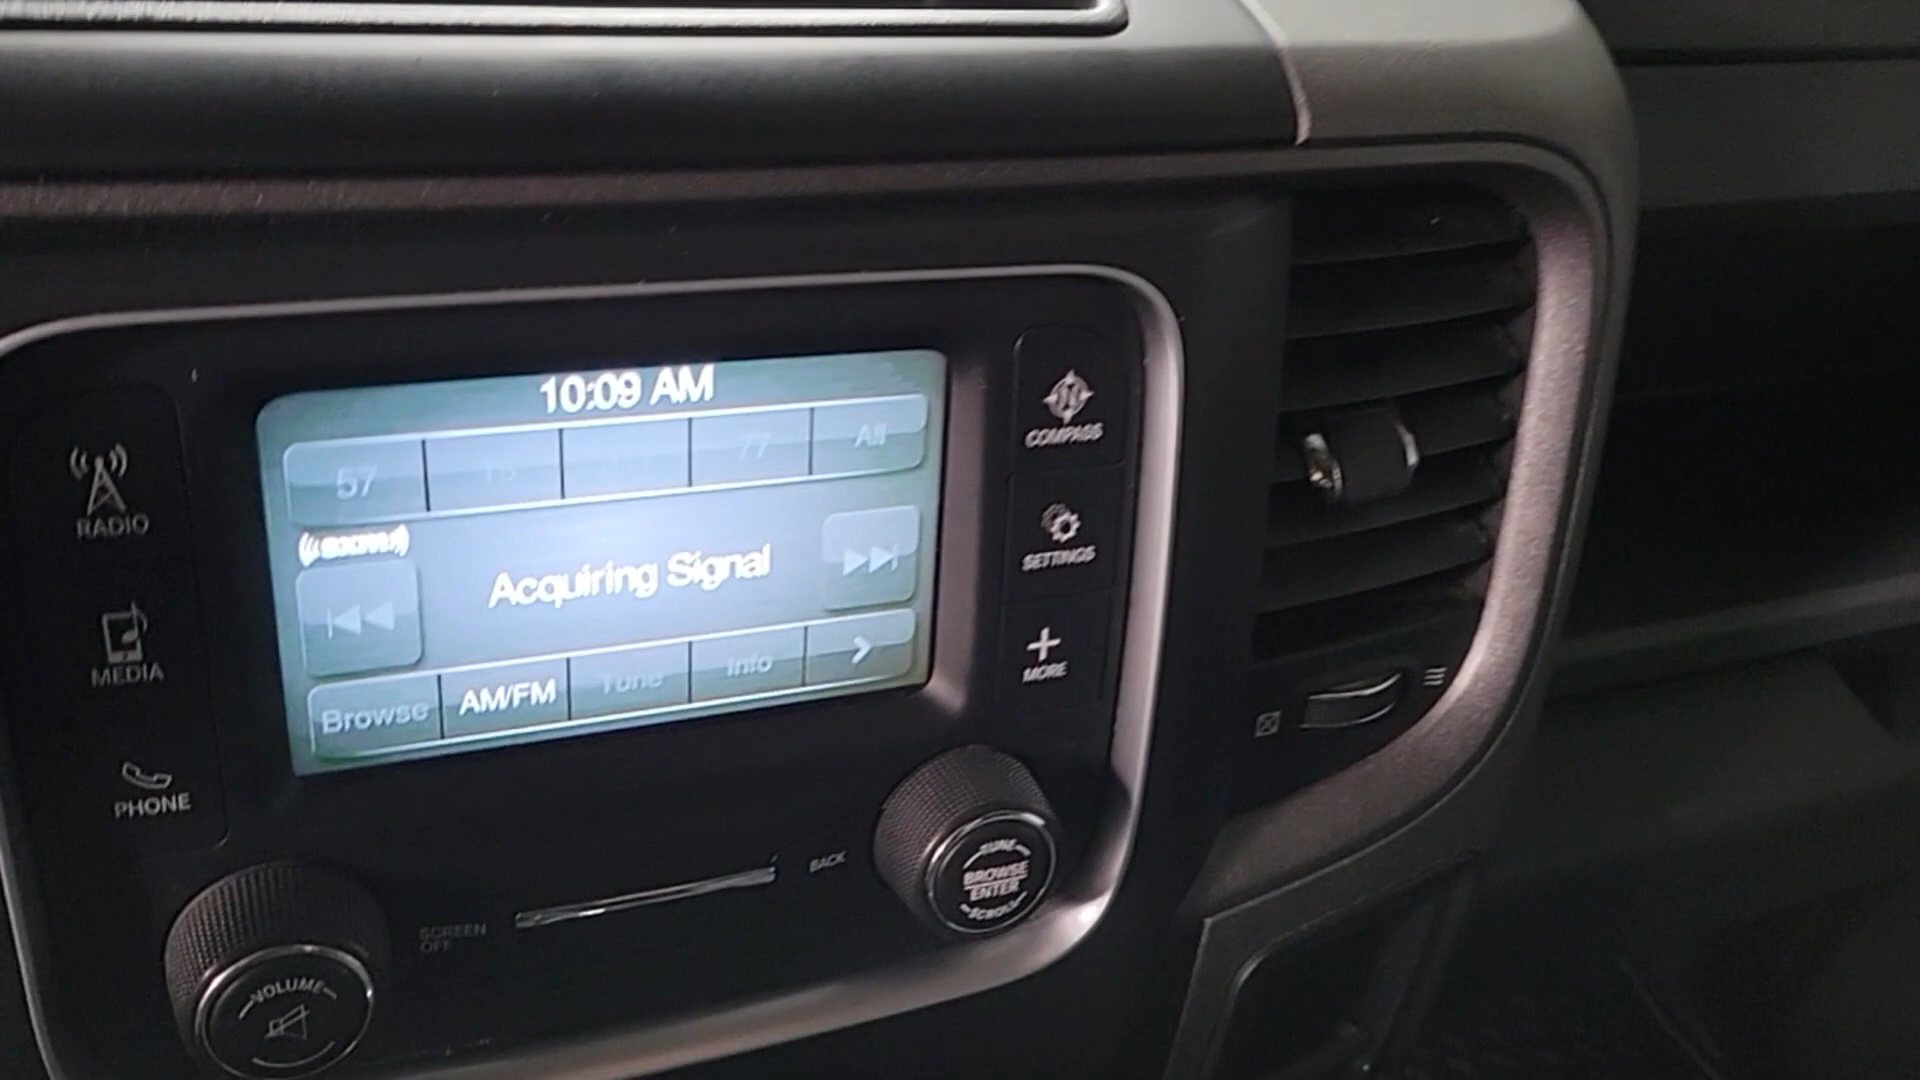 10:09 AM
57
77
All
Acquiring Signal
Browse
AM/FM
Tune
Info
>
RADIO
MEDIA
PHONE
COMPASS
SETTINGS
+
MORE
SCREEN
OFF
BACK
VOLUME
TUNE
BROWSE
ENTER
SCROLL